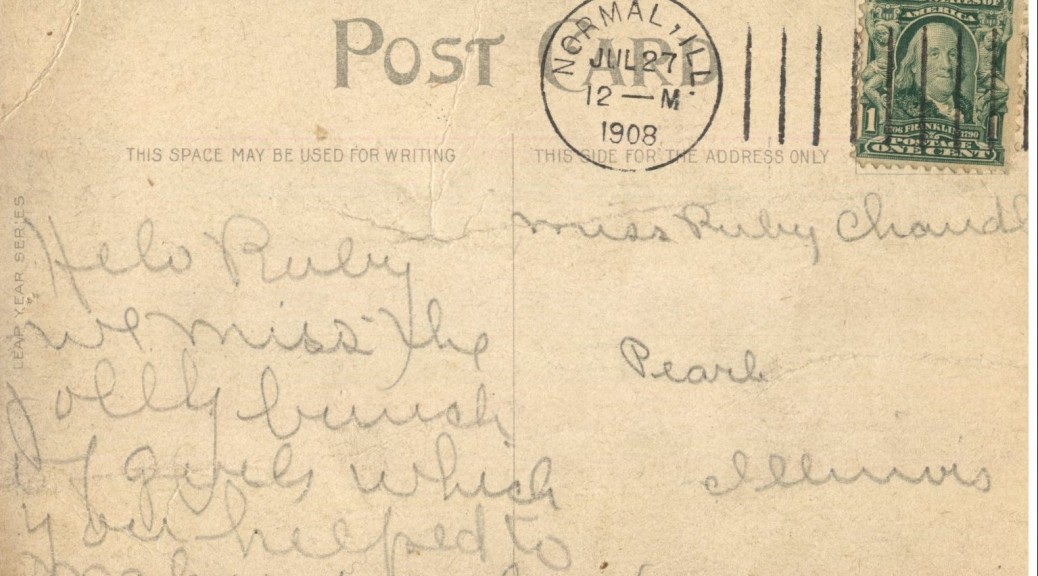 POST CARD
NORMAL, ILL.
JUL 27
12 — M
1908
AMERICA
1706 FRANKLIN 1790
1 1
POSTAGE
ONE CENT
THIS SPACE MAY BE USED FOR WRITING
THIS SIDE FOR THE ADDRESS ONLY
LEAP YEAR SERIES
Helo Ruby
we miss the
jolly bunch
of girls which
you helped to
Miss Ruby Chandl
Pearl
Illinois